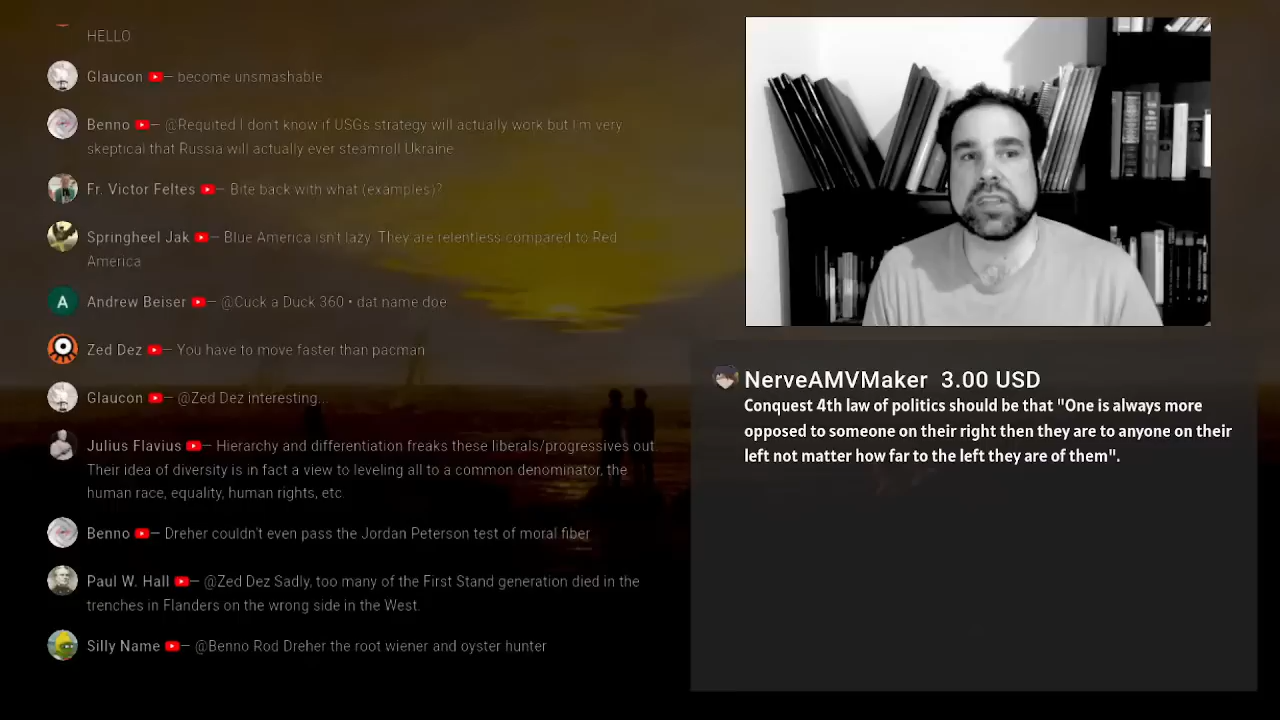 HELLO
Glaucon — become unsmashable
Benno — @Requited I don't know if USGs strategy will actually work but I'm very
skeptical that Russia will actually ever steamroll Ukraine
Fr. Victor Feltes — Bite back with what (examples)?
Springheel Jak — Blue America isn't lazy. They are relentless compared to Red
America
A Andrew Beiser — @Cuck a Duck 360 • dat name doe
Zed Dez — You have to move faster than pacman
Glaucon — @Zed Dez interesting...
Julius Flavius — Hierarchy and differentiation freaks these liberals/progressives out.
Their idea of diversity is in fact a view to leveling all to a common denominator, the
human race, equality, human rights, etc
Benno — Dreher couldn't even pass the Jordan Peterson test of moral fiber
Paul W. Hall — @Zed Dez Sadly, too many of the First Stand generation died in the
trenches in Flanders on the wrong side in the West.
Silly Name — @Benno Rod Dreher the root wiener and oyster hunter
NerveAMVMaker 3.00 USD
Conquest 4th law of politics should be that "One is always more
opposed to someone on their right then they are to anyone on their
left not matter how far to the left they are of them".